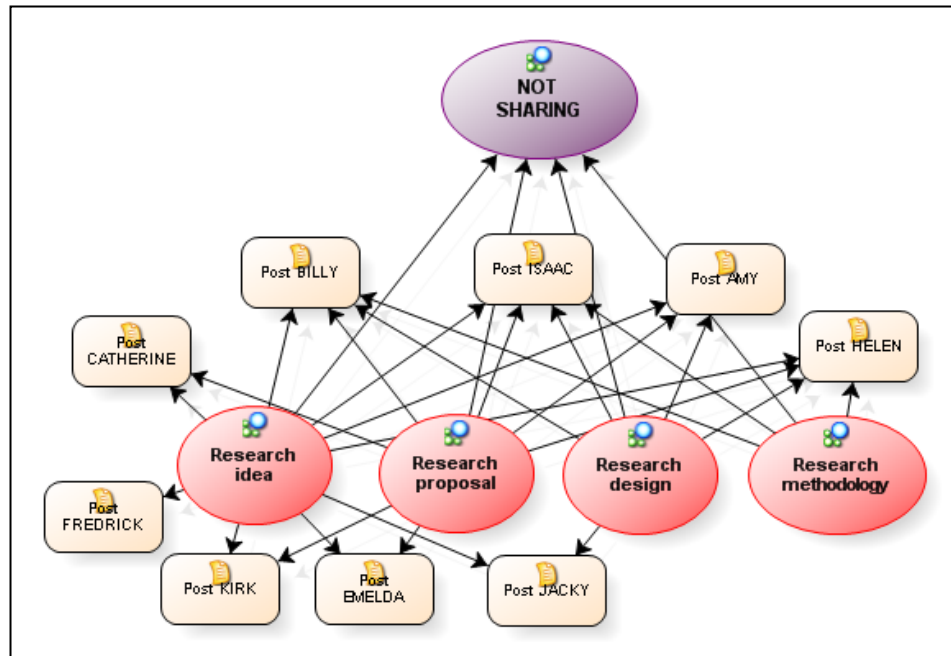 NOT
SHARING
Post BILLY
Post ISAAC
Post AMY
Post
CATHERINE
Post HELEN
Research
idea
Research
proposal
Research
design
Research
methodology
Post
FREDRICK
Post KIRK
Post
EMELDA
Post JACKY